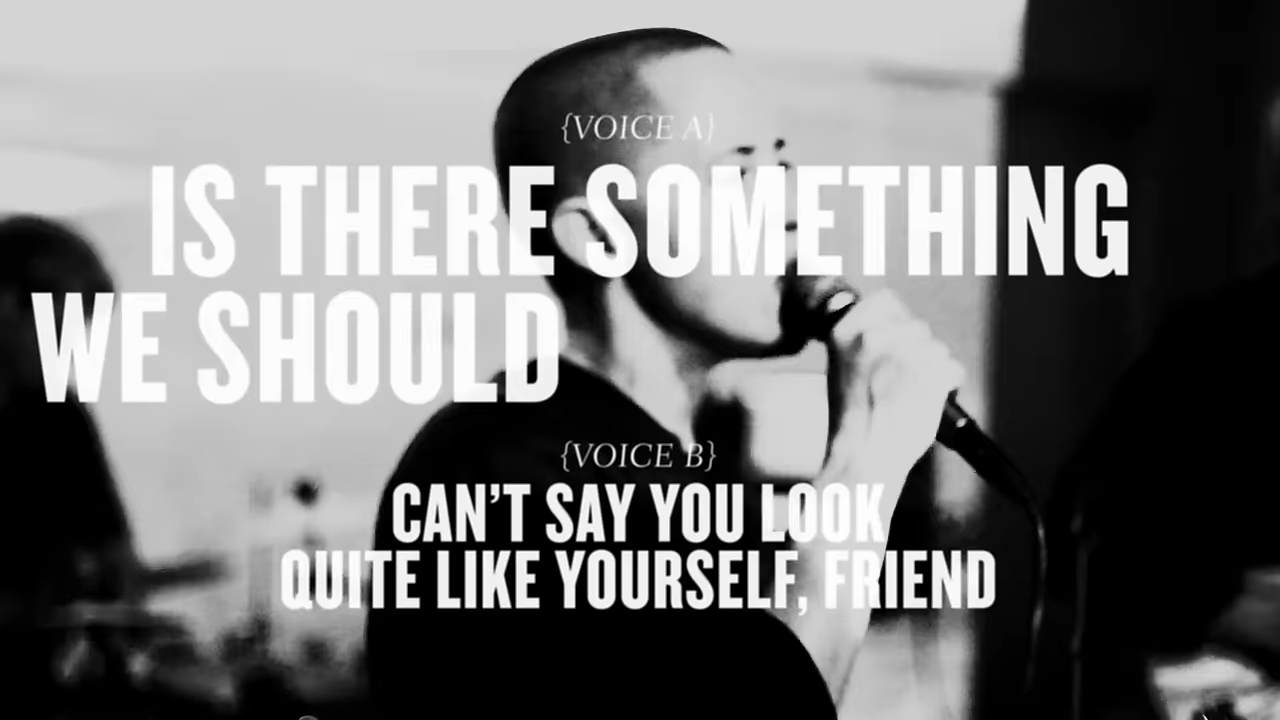 {VOICE A}
IS THERE SOMETHING
WE SHOULD
{VOICE B}
CAN'T SAY YOU LOOK
QUITE LIKE YOURSELF, FRIEND